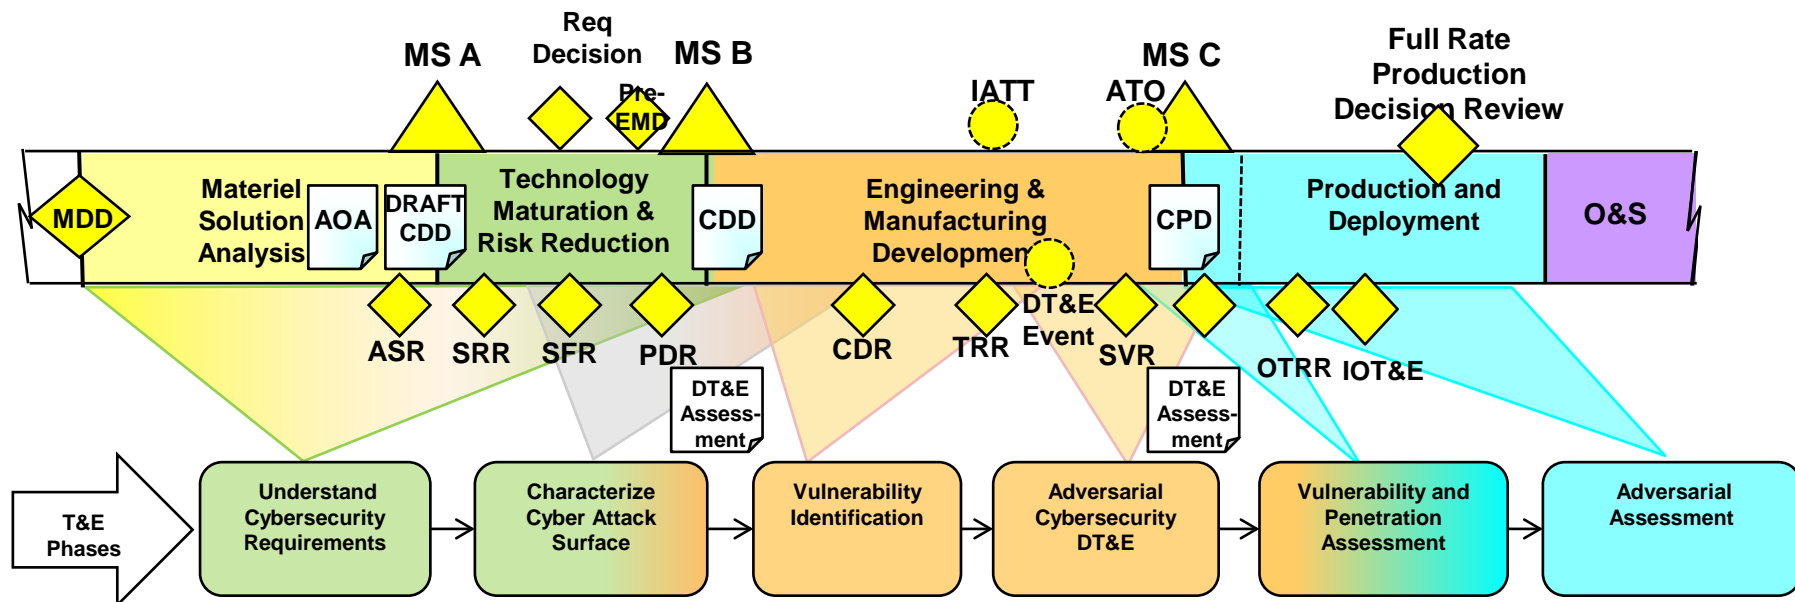 Req
Decision
MS A
MS B
MS C
Full Rate
Production
Decision Review
Pre-
EMD
IATT
ATO
MDD
Materiel
Solution
Analysis
AOA
DRAFT
CDD
Technology
Maturation &
Risk Reduction
CDD
Engineering &
Manufacturing
Development
CPD
Production and
Deployment
O&S
ASR
SRR
SFR
PDR
CDR
TRR
DT&E
Event
SVR
OTRR
IOT&E
DT&E
Assess-
ment
DT&E
Assess-
ment
T&E
Phases
Understand
Cybersecurity
Requirements
Characterize
Cyber Attack
Surface
Vulnerability
Identification
Adversarial
Cybersecurity
DT&E
Vulnerability and
Penetration
Assessment
Adversarial
Assessment